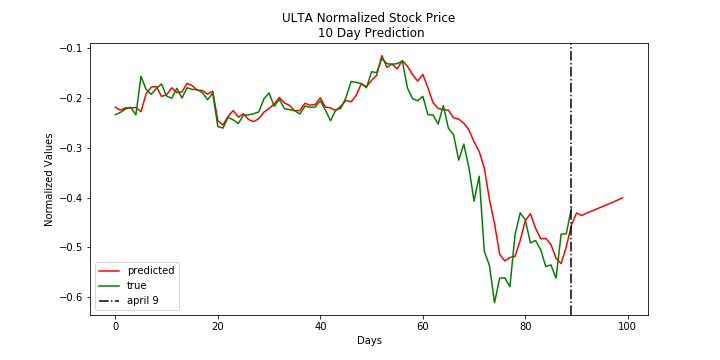 ULTA Normalized Stock Price
10 Day Prediction
Normalized Values
−0.1
−0.2
−0.3
−0.4
−0.5
−0.6
predicted
true
april 9
0
20
40
60
80
100
Days